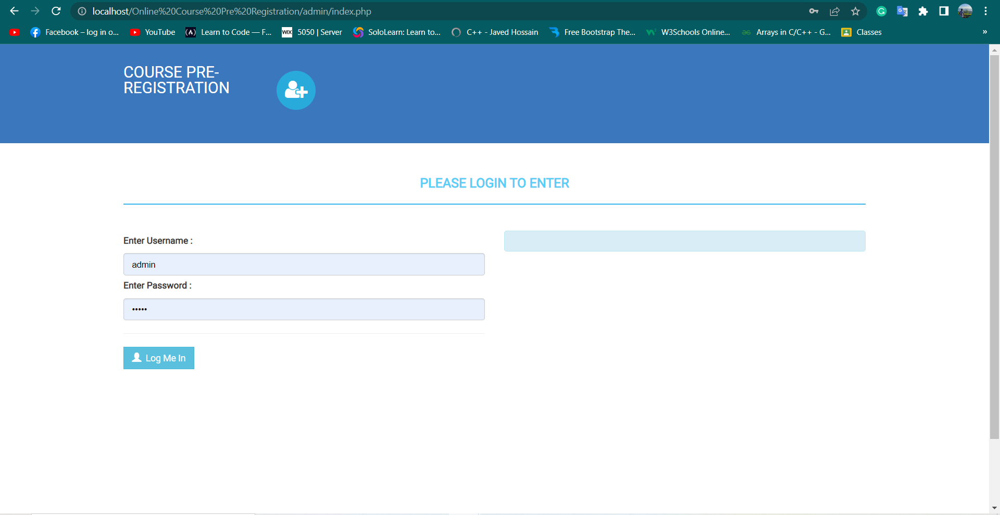 localhost/Online%20Course%20Pre%20Registration/admin/index.php
Facebook – log in o... YouTube Learn to Code — F... WIX 5050 | Server SoloLearn: Learn to... C++ - Javed Hossain Free Bootstrap The... W3Schools Online... Arrays in C/C++ - G... Classes »
COURSE PRE-
REGISTRATION
PLEASE LOGIN TO ENTER
Enter Username :
admin
Enter Password :
•••••
Log Me In